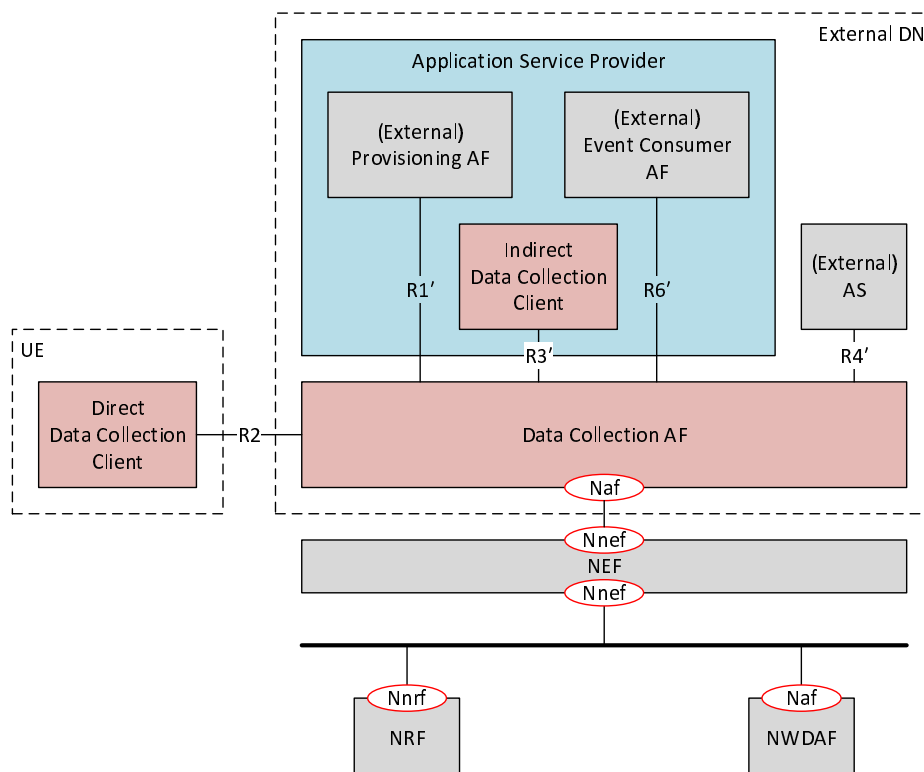 External DN
Application Service Provider
(External)
Provisioning AF
(External)
Event Consumer
AF
Indirect
Data Collection
Client
(External)
AS
R1′
R6′
R3′
R4′
UE
Direct
Data Collection
Client
R2
Data Collection AF
Naf
Nnef
NEF
Nnef
Nnrf
NRF
Naf
NWDAF